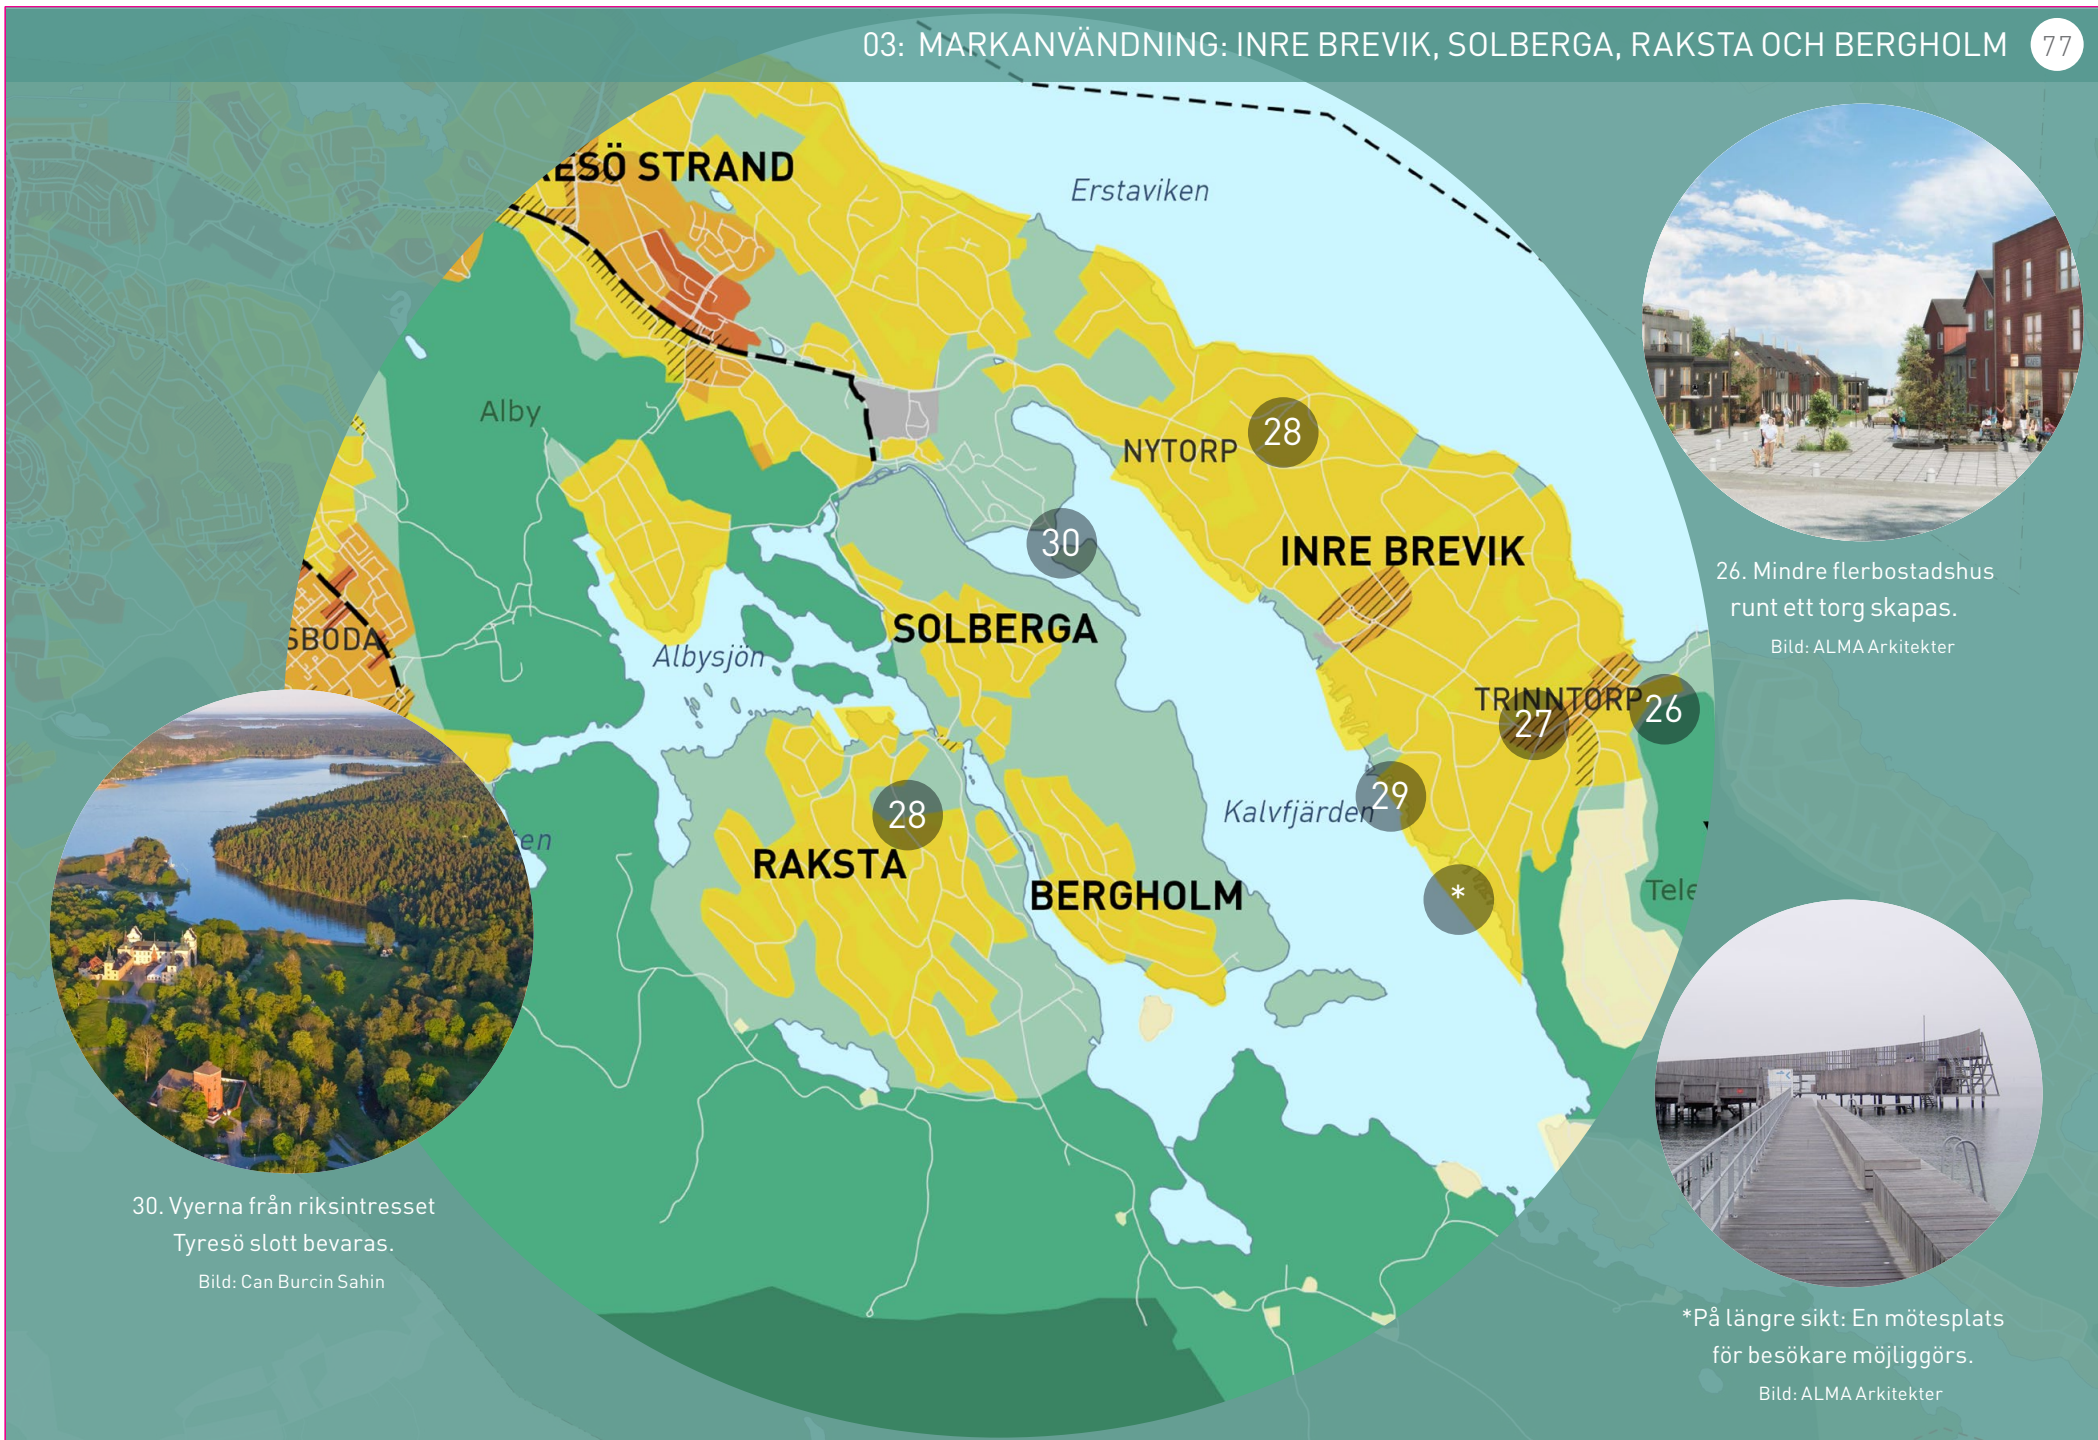 03: MARKANVÄNDNING: INRE BREVIK, SOLBERGA, RAKSTA OCH BERGHOLM
77
ESÖ STRAND
Erstaviken
Alby
NYTORP
28
30
INRE BREVIK
26. Mindre flerbostadshus
runt ett torg skapas.
Bild: ALMA Arkitekter
SOLBERGA
SBODA
Albysjön
TRINNTORP
26
27
29
28
Kalvfjärden
en
RAKSTA
BERGHOLM
*
Tele
30. Vyerna från riksintresset
Tyresö slott bevaras.
Bild: Can Burcin Sahin
*På längre sikt: En mötesplats
för besökare möjliggörs.
Bild: ALMA Arkitekter